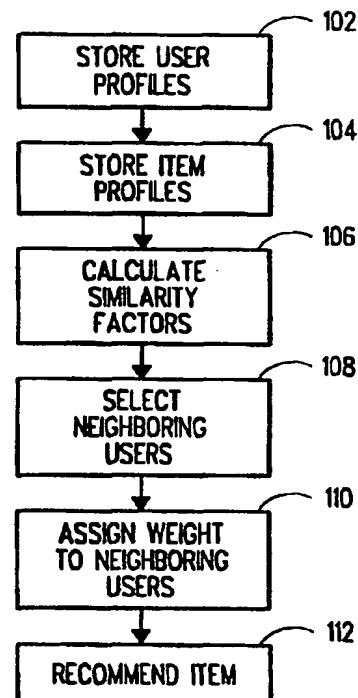 102
STORE USER
PROFILES
104
STORE ITEM
PROFILES
106
CALCULATE
SIMILARITY
FACTORS
108
SELECT
NEIGHBORING
USERS
110
ASSIGN WEIGHT
TO NEIGHBORING
USERS
112
RECOMMEND ITEM